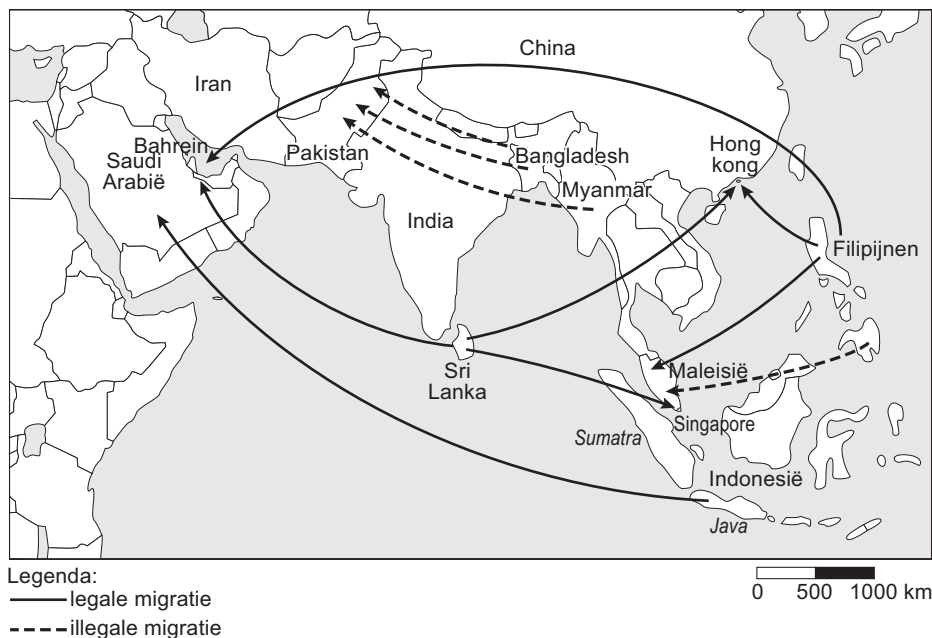 China
Iran
Hong
kong
Bahrein
Saudi
Arabië
Pakistan
Bangladesh
Myanmar
India
Filipijnen
Sri
Lanka
Maleisië
Singapore
Sumatra
Indonesië
Java
Legenda:
legale migratie
illegale migratie
0 500 1000 km